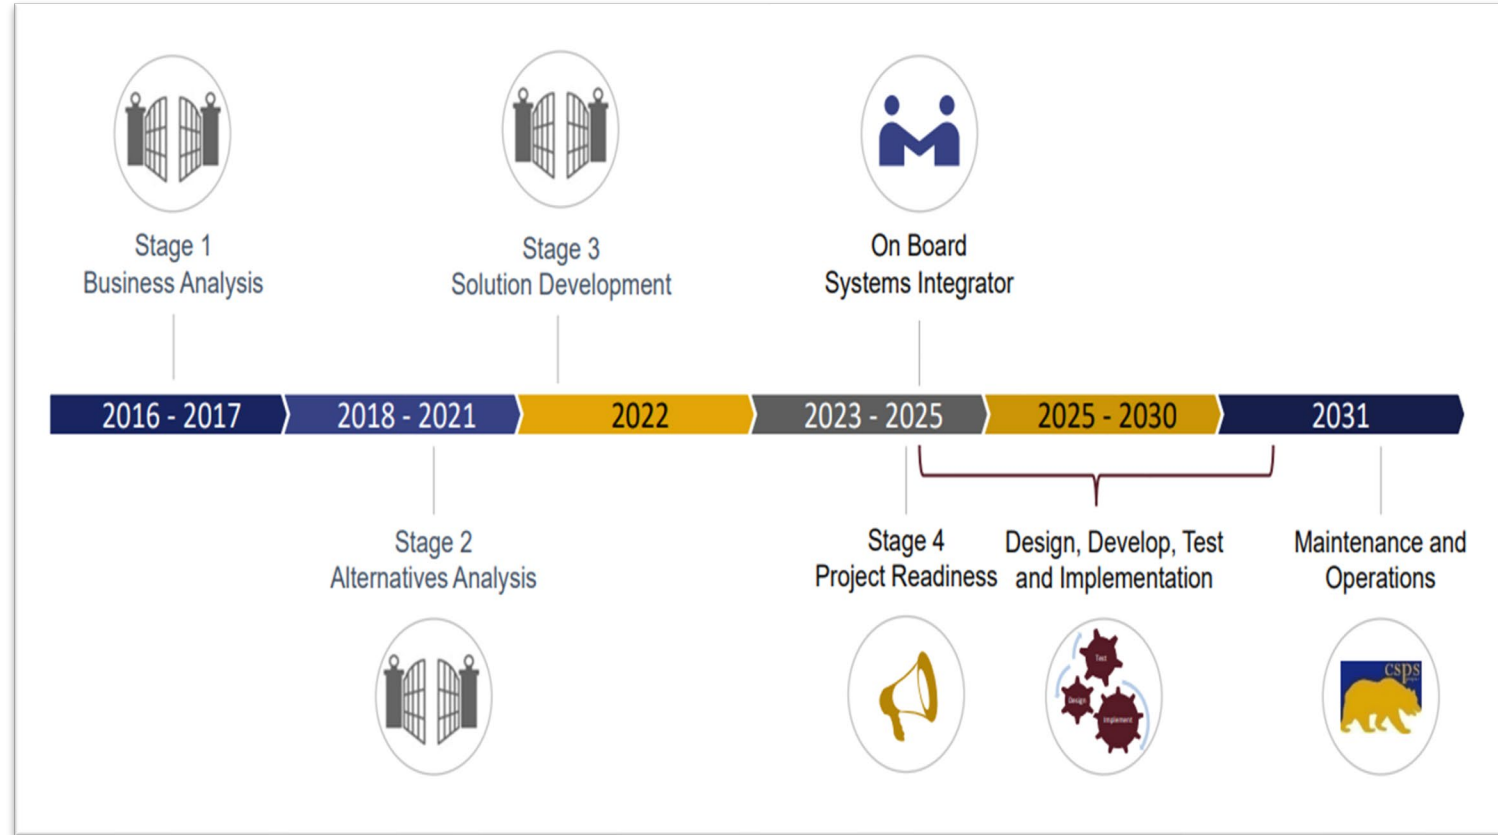 Stage 1
Business Analysis
Stage 3
Solution Development
On Board
Systems Integrator
2016 - 2017
2018 - 2021
2022
2023 - 2025
2025 - 2030
2031
Stage 2
Alternatives Analysis
Stage 4
Project Readiness
Design, Develop, Test
and Implementation
Maintenance and
Operations
Test
Design
Implement
csps